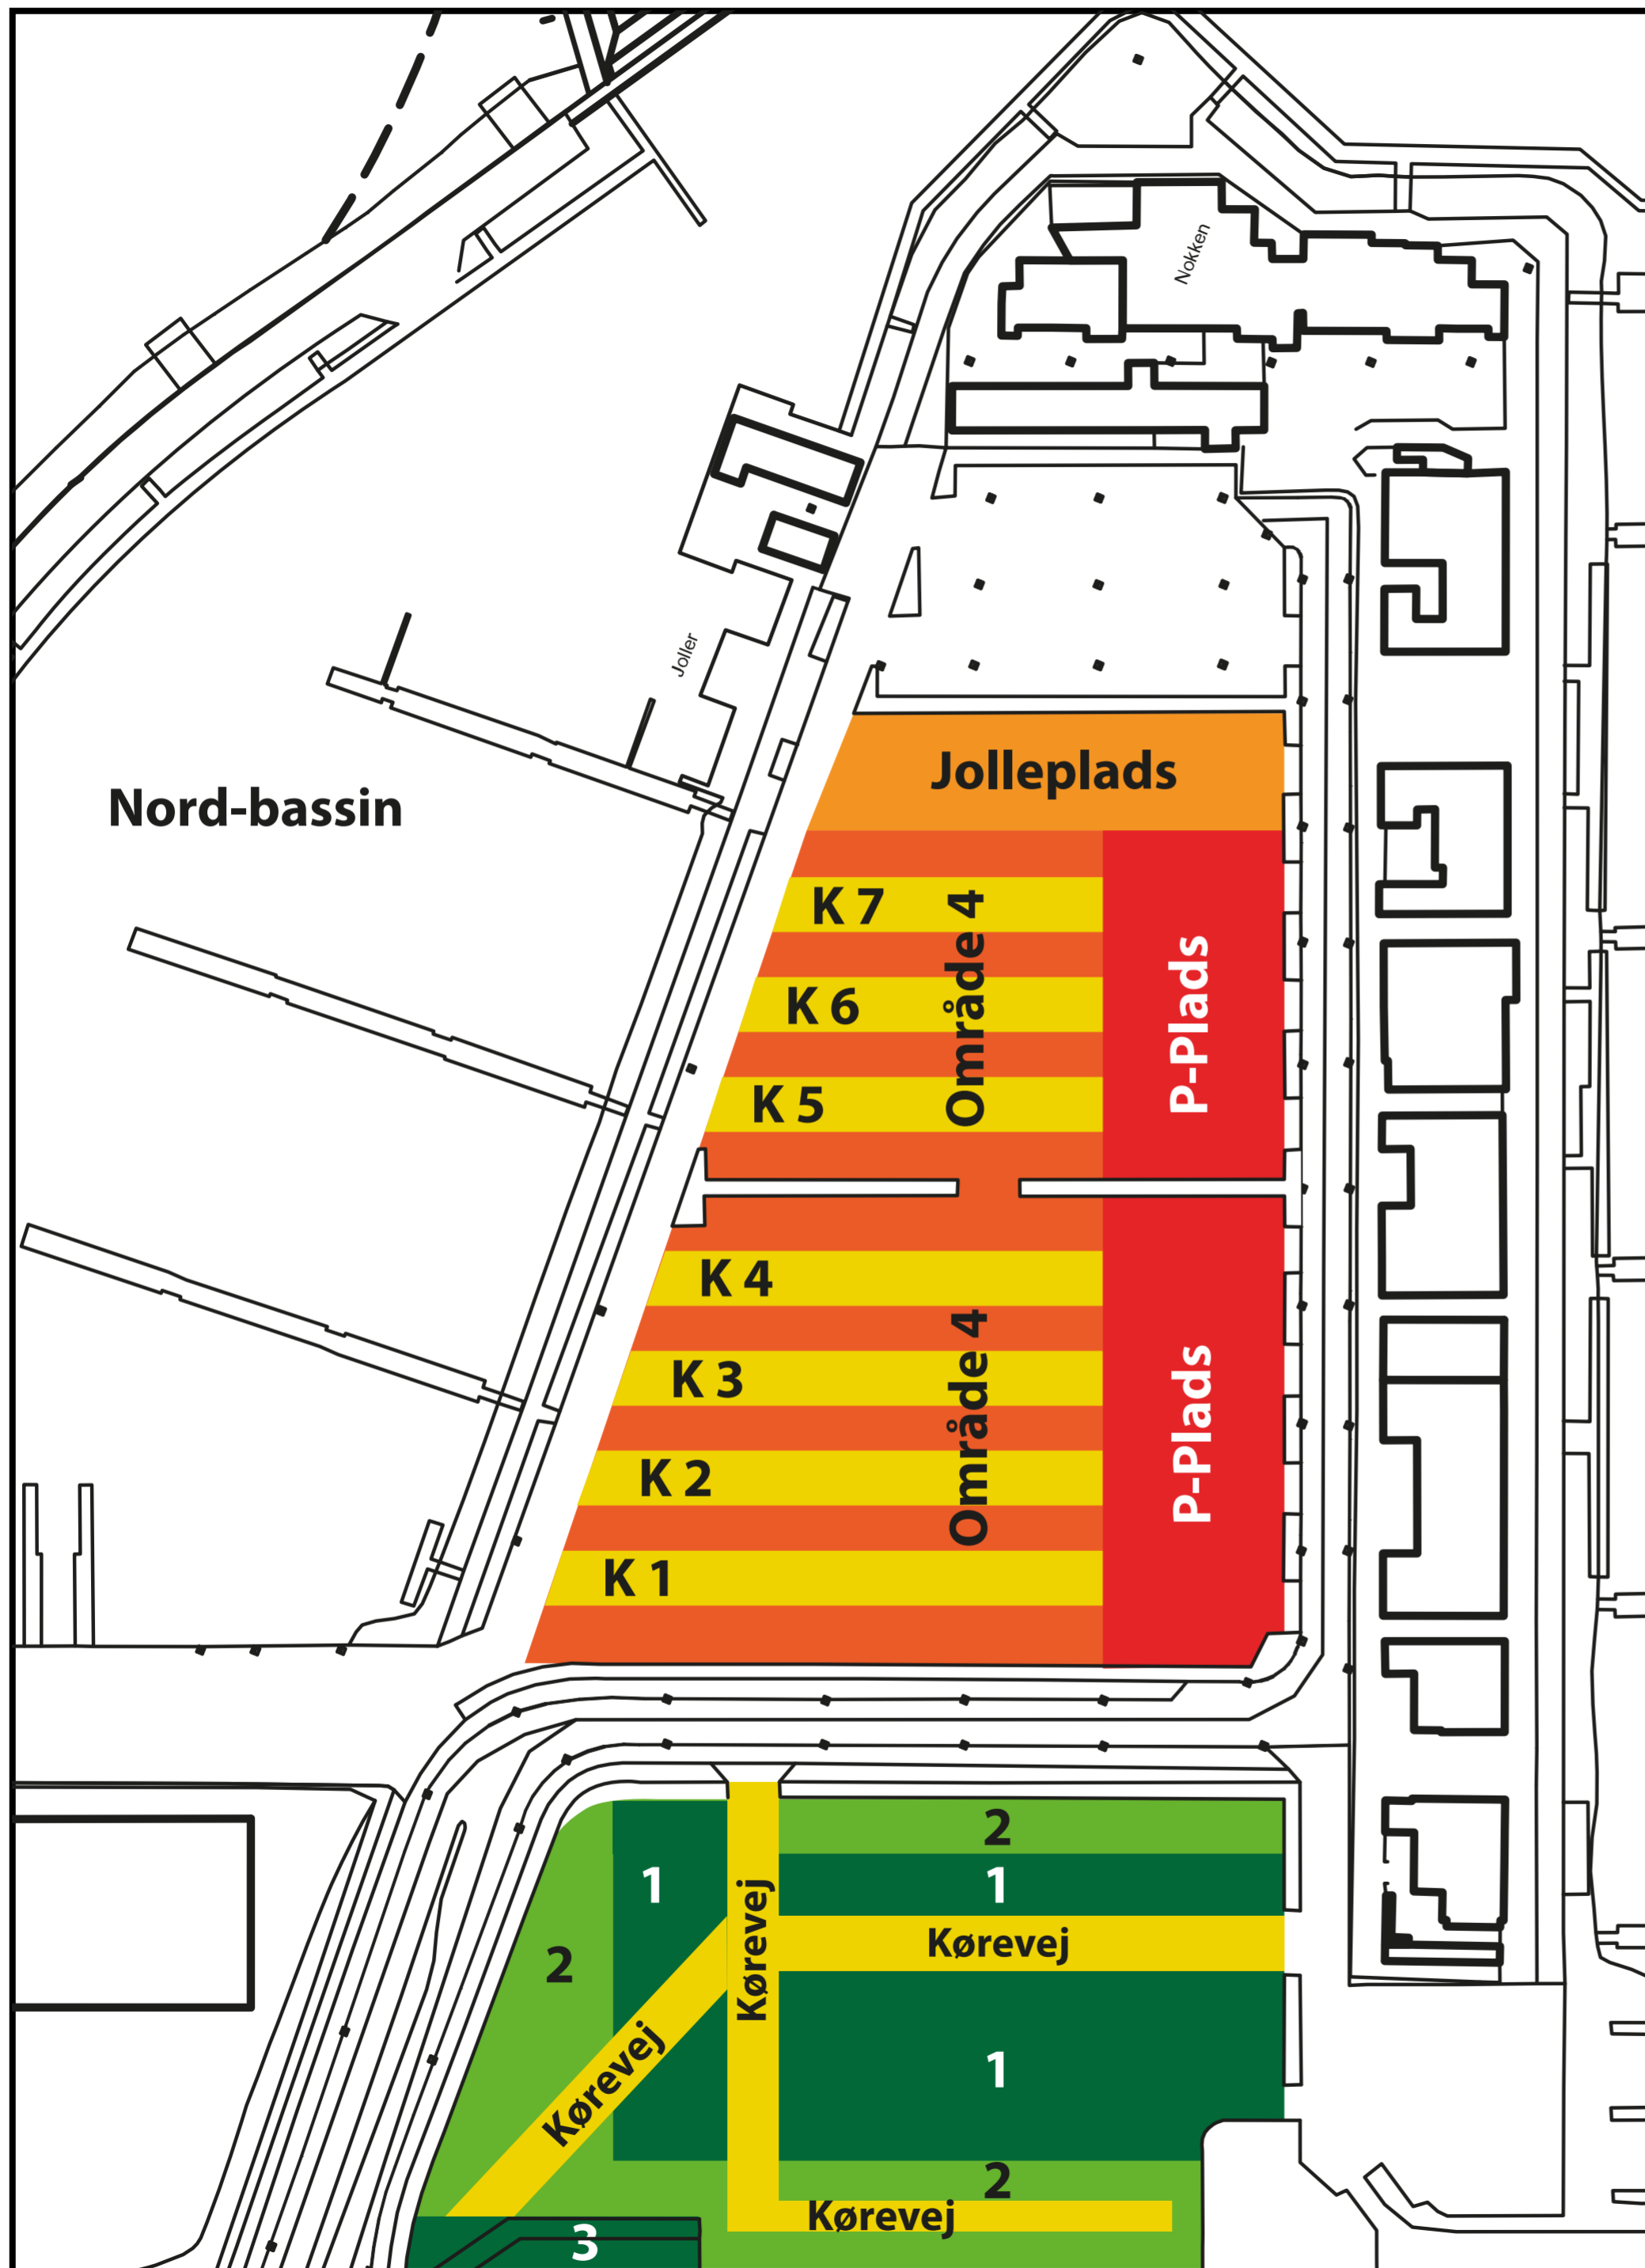 Nokken
Joller
Jolleplads
Nord-bassin
K 7
Område 4
K 6
P-Plads
K 5
K 4
K 3
Område 4
P-Plads
K 2
K 1
2
1
1
Kørevej
Kørevej
2
1
Kørevej
2
Kørevej
3